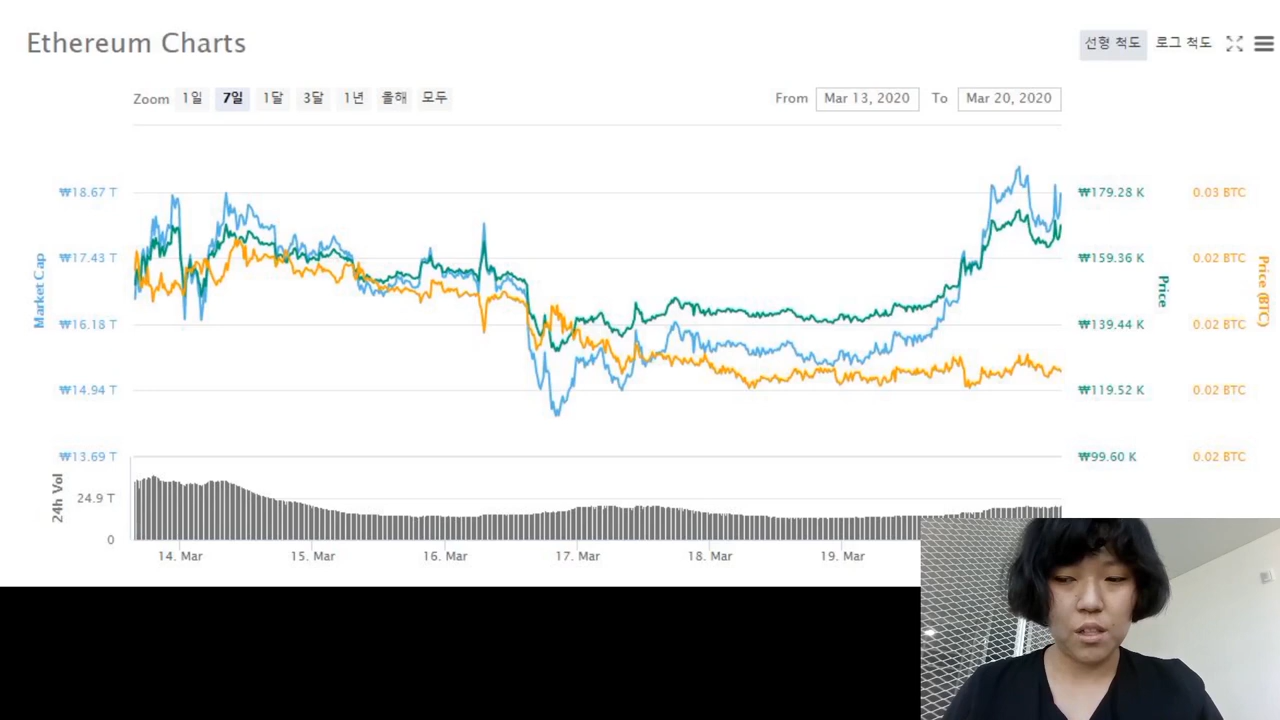 Ethereum Charts
선형 척도 로그 척도
Zoom 1일 7일 1달 3달 1년 올해 모두
From Mar 13, 2020 To Mar 20, 2020
₩18.67 T
₩17.43 T
₩16.18 T
₩14.94 T
₩13.69 T
Market Cap
24.9 T
0
24h Vol
₩179.28 K
₩159.36 K
₩139.44 K
₩119.52 K
₩99.60 K
Price
0.03 BTC
0.02 BTC
0.02 BTC
0.02 BTC
0.02 BTC
Price (BTC)
14. Mar 15. Mar 16. Mar 17. Mar 18. Mar 19. Mar